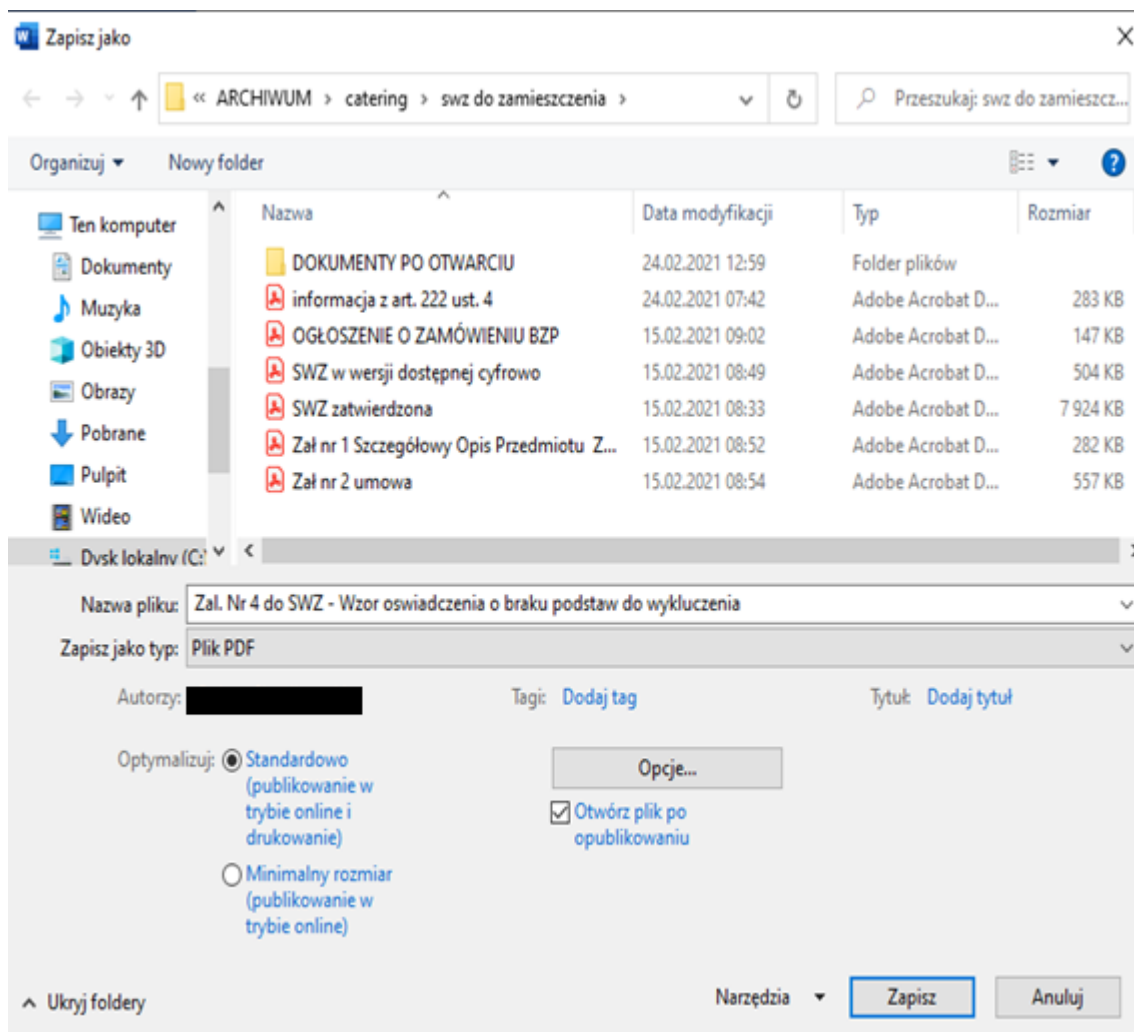 Zapisz jako
« ARCHIWUM > catering > swz do zamieszczenia >
Przeszukaj: swz do zamieszcz...
Organizuj
Nowy folder
Ten komputer
Dokumenty
Muzyka
Obiekty 3D
Obrazy
Pobrane
Pulpit
Wideo
Dysk lokalny (C:
Nazwa Data modyfikacji Typ Rozmiar
DOKUMENTY PO OTWARCIU 24.02.2021 12:59 Folder plików
informacja z art. 222 ust. 4 24.02.2021 07:42 Adobe Acrobat D... 283 KB
OGŁOSZENIE O ZAMÓWIENIU BZP 15.02.2021 09:02 Adobe Acrobat D... 147 KB
SWZ w wersji dostępnej cyfrowo 15.02.2021 08:49 Adobe Acrobat D... 504 KB
SWZ zatwierdzona 15.02.2021 08:33 Adobe Acrobat D... 7 924 KB
Zał nr 1 Szczegółowy Opis Przedmiotu Z... 15.02.2021 08:52 Adobe Acrobat D... 282 KB
Zał nr 2 umowa 15.02.2021 08:54 Adobe Acrobat D... 557 KB
Nazwa pliku: Zal. Nr 4 do SWZ - Wzor oswiadczenia o braku podstaw do wykluczenia
Zapisz jako typ: Plik PDF
Autorzy:
Tagi: Dodaj tag
Tytuł: Dodaj tytuł
Optymalizuj:
Standardowo
(publikowanie w
trybie online i
drukowanie)
Minimalny rozmiar
(publikowanie w
trybie online)
Opcje...
Otwórz plik po
opublikowaniu
Ukryj foldery
Narzędzia
Zapisz
Anuluj